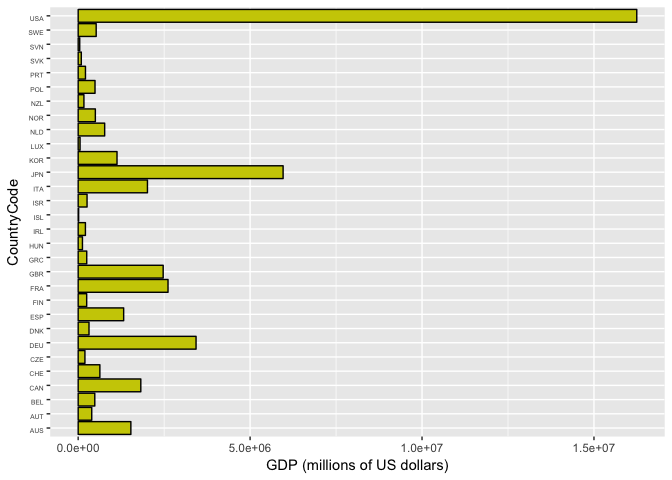 USA
SWE
SVN
SVK
PRT
POL
NZL
NOR
NLD
LUX
KOR
JPN
ITA
ISR
ISL
IRL
HUN
GRC
GBR
FRA
FIN
ESP
DNK
DEU
CZE
CHE
CAN
BEL
AUT
AUS
CountryCode
0.0e+00 5.0e+06 1.0e+07 1.5e+07
GDP (millions of US dollars)